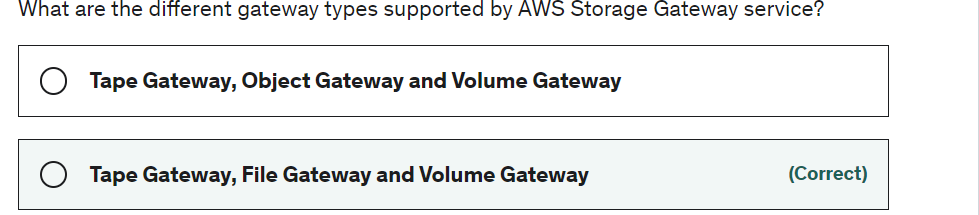 What are the different gateway types supported by AWS Storage Gateway service?
Tape Gateway, Object Gateway and Volume Gateway
Tape Gateway, File Gateway and Volume Gateway (Correct)